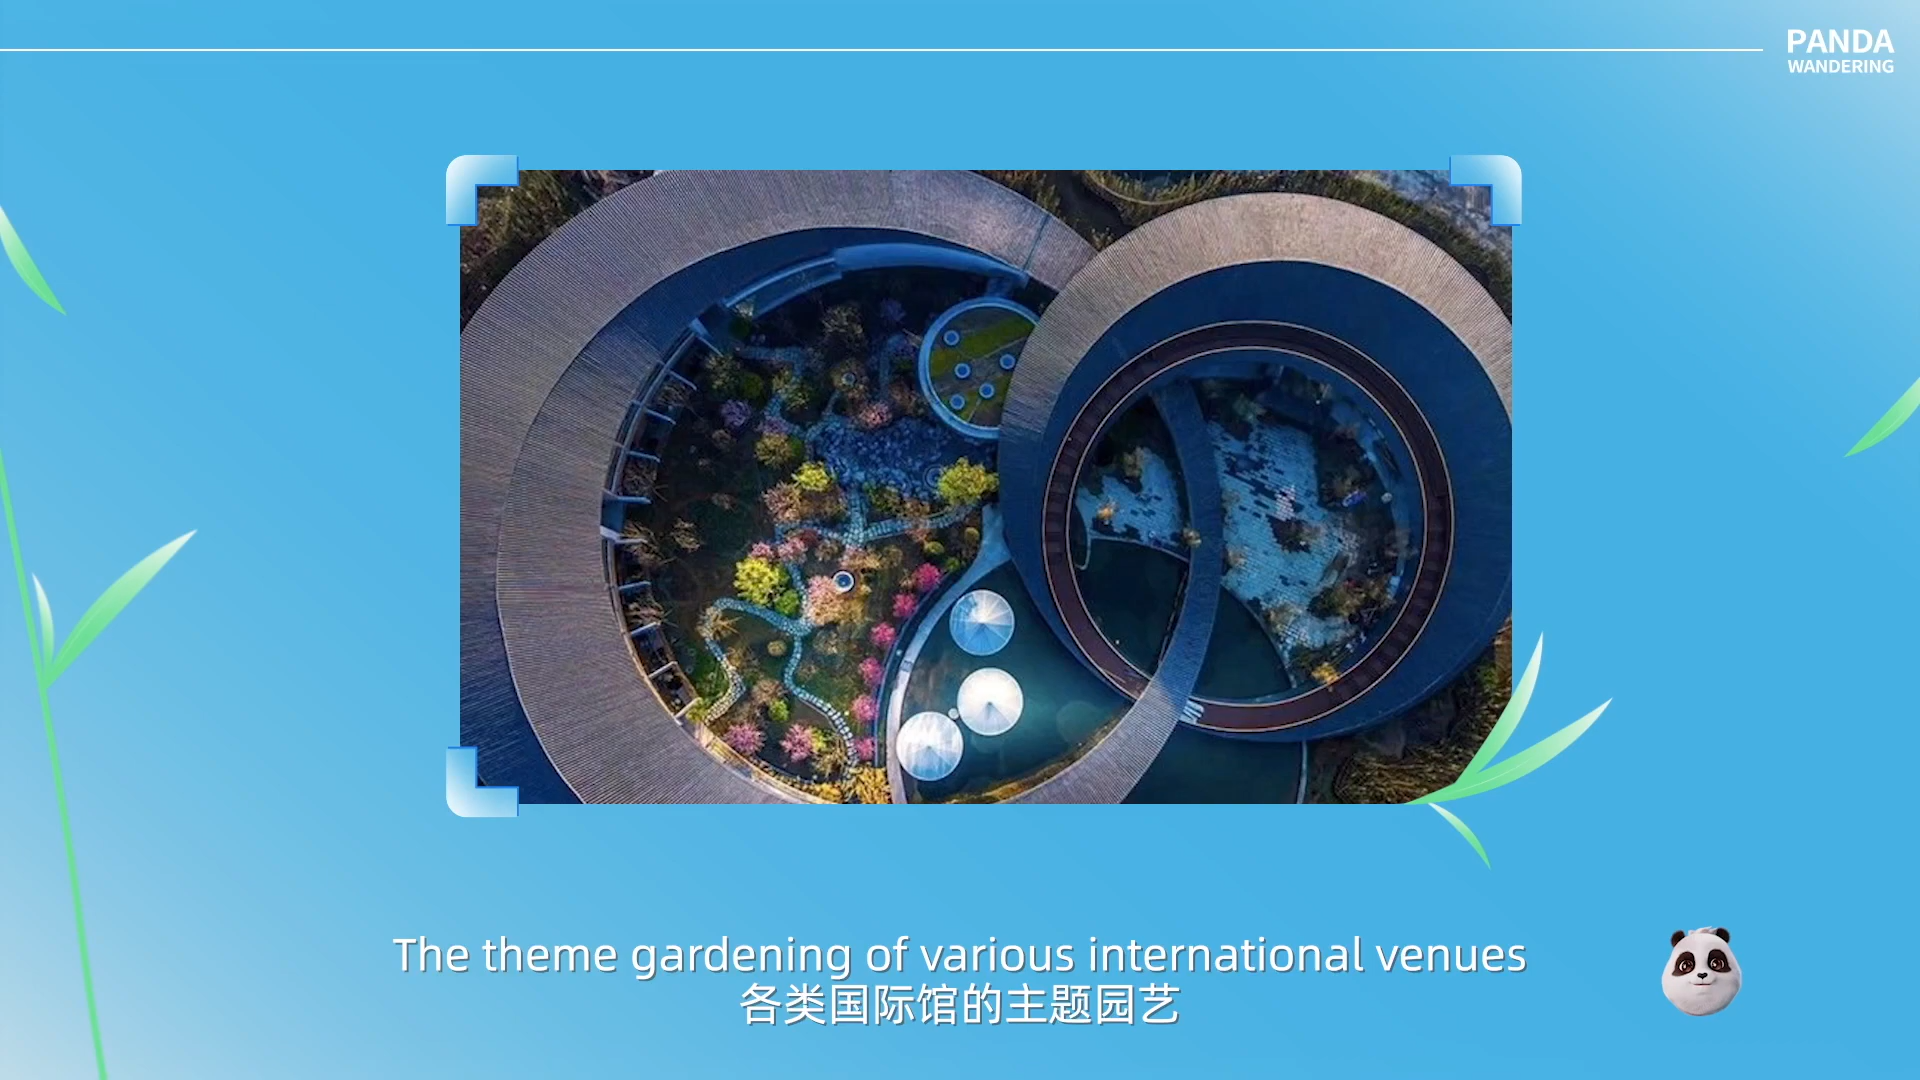 PANDA
WANDERING
The theme gardening of various international venues
各类国际馆的主题园艺